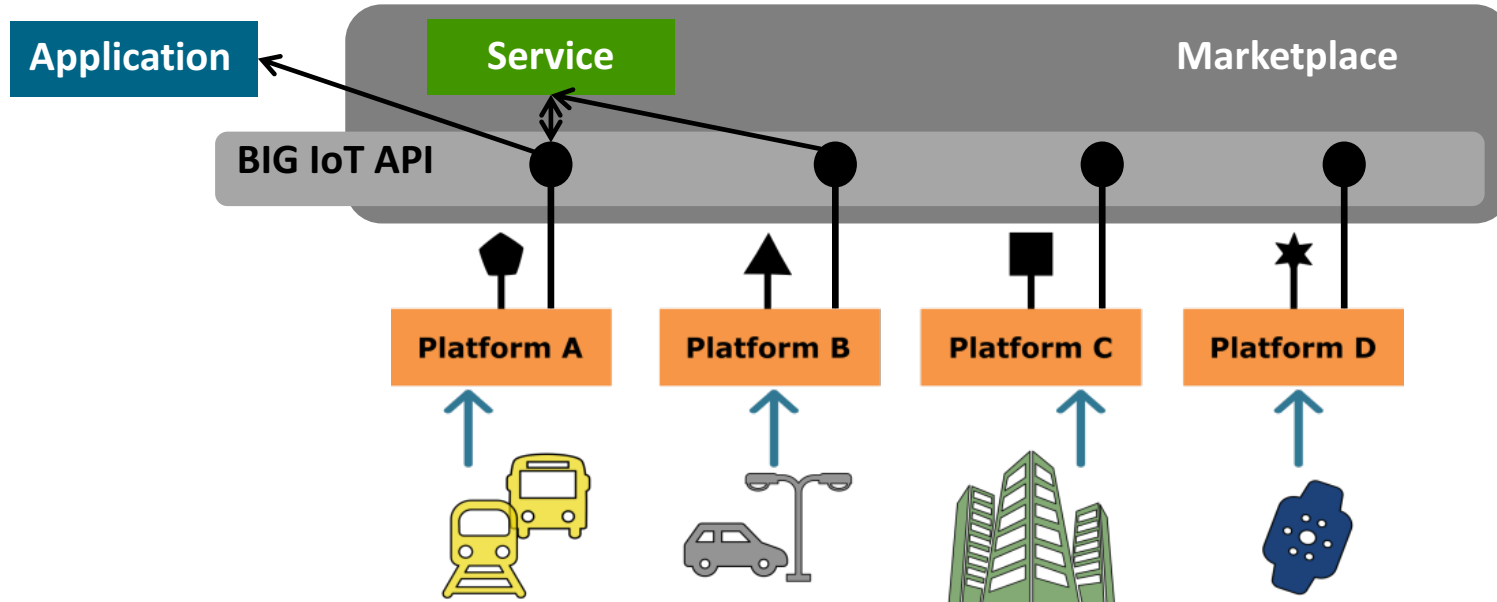 Application
Service
Marketplace
BIG IoT API
Platform A
Platform B
Platform C
Platform D